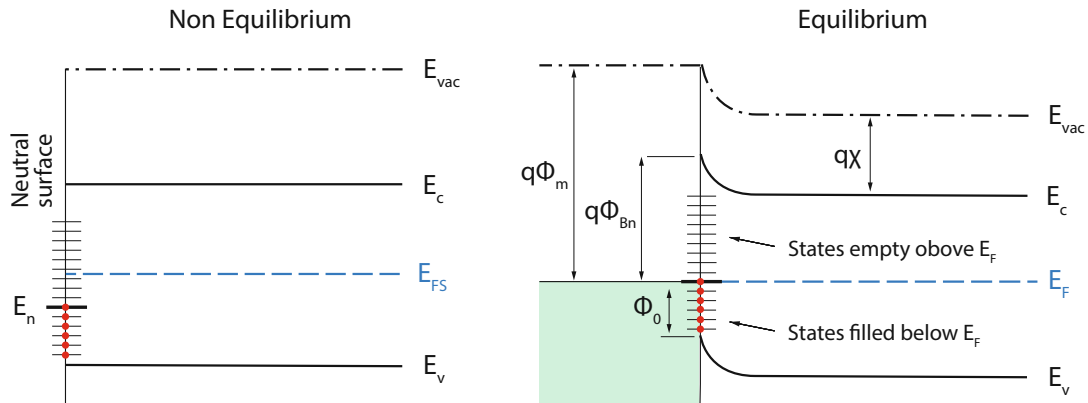 Non Equilibrium
E_vac
Neutral
surface
E_c
E_FS
E_n
E_v
Equilibrium
E_vac
qΦ_m
qχ
qΦ_Bn
E_c
States empty obove E_F
E_F
Φ_0
States filled below E_F
E_v